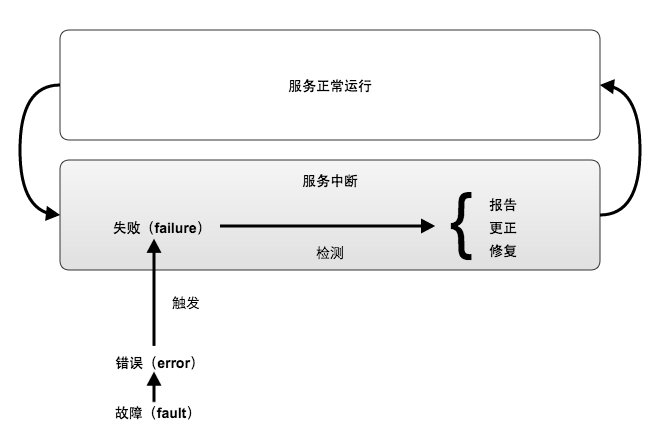 服务正常运行
服务中断
失败（failure）
报告
更正
检测
修复
触发
错误（error）
故障（fault）